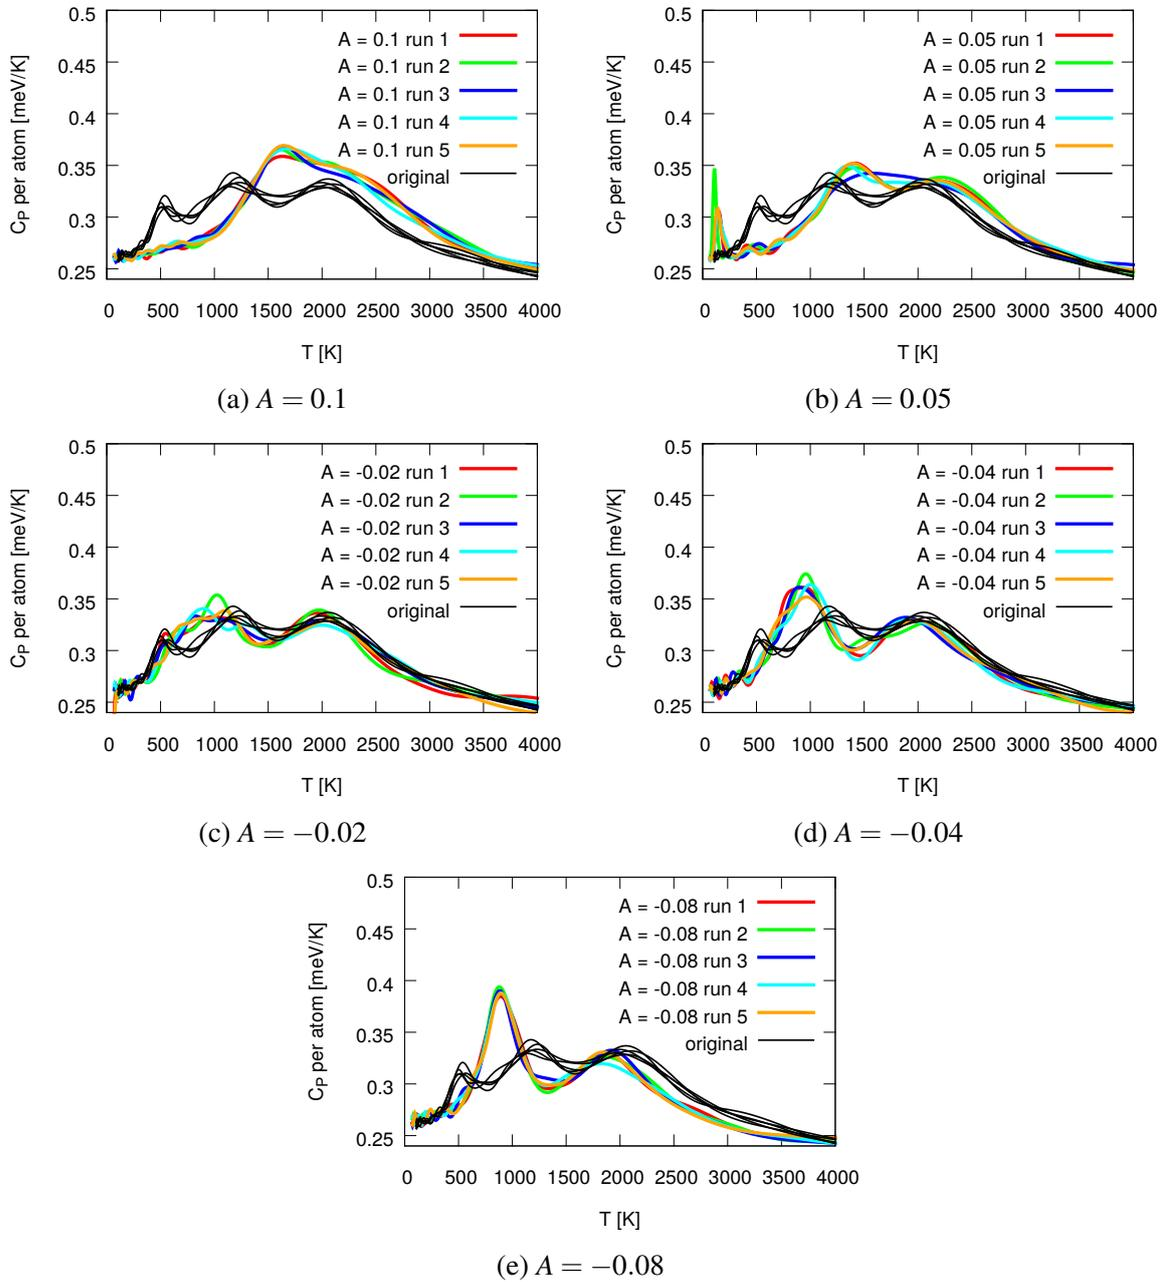 0.5
0.45
0.4
0.35
0.3
0.25
C_P per atom [meV/K]
A = 0.1 run 1
A = 0.1 run 2
A = 0.1 run 3
A = 0.1 run 4
A = 0.1 run 5
original
0 500 1000 1500 2000 2500 3000 3500 4000
T [K]
(a) A = 0.1
0.5
0.45
0.4
0.35
0.3
0.25
C_P per atom [meV/K]
A = 0.05 run 1
A = 0.05 run 2
A = 0.05 run 3
A = 0.05 run 4
A = 0.05 run 5
original
0 500 1000 1500 2000 2500 3000 3500 4000
T [K]
(b) A = 0.05
0.5
0.45
0.4
0.35
0.3
0.25
C_P per atom [meV/K]
A = -0.02 run 1
A = -0.02 run 2
A = -0.02 run 3
A = -0.02 run 4
A = -0.02 run 5
original
0 500 1000 1500 2000 2500 3000 3500 4000
T [K]
(c) A = −0.02
0.5
0.45
0.4
0.35
0.3
0.25
C_P per atom [meV/K]
A = -0.04 run 1
A = -0.04 run 2
A = -0.04 run 3
A = -0.04 run 4
A = -0.04 run 5
original
0 500 1000 1500 2000 2500 3000 3500 4000
T [K]
(d) A = −0.04
0.5
0.45
0.4
0.35
0.3
0.25
C_P per atom [meV/K]
A = -0.08 run 1
A = -0.08 run 2
A = -0.08 run 3
A = -0.08 run 4
A = -0.08 run 5
original
0 500 1000 1500 2000 2500 3000 3500 4000
T [K]
(e) A = −0.08